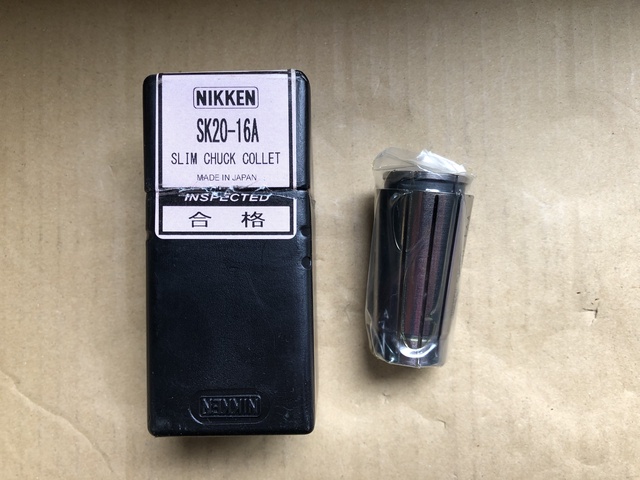 NIKKEN
SK20-16A
SLIM CHUCK COLLET
MADE IN JAPAN
INSPECTED
合格
NIKKEN